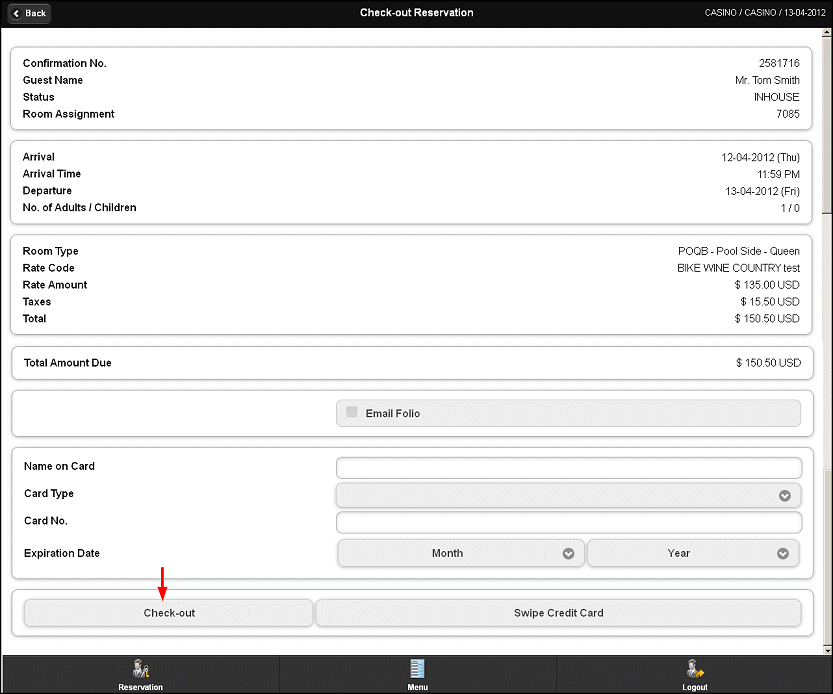 Back Check-out Reservation CASINO / CASINO / 13-04-2012
Confirmation No. 2581716
Guest Name Mr. Tom Smith
Status INHOUSE
Room Assignment 7085
Arrival 12-04-2012 (Thu)
Arrival Time 11:59 PM
Departure 13-04-2012 (Fri)
No. of Adults / Children 1 / 0
Room Type POQB - Pool Side - Queen
Rate Code BIKE WINE COUNTRY test
Rate Amount $ 135.00 USD
Taxes $ 15.50 USD
Total $ 150.50 USD
Total Amount Due $ 150.50 USD
Email Folio
Name on Card
Card Type
Card No.
Expiration Date Month Year
Check-out Swipe Credit Card
Reservation Menu Logout